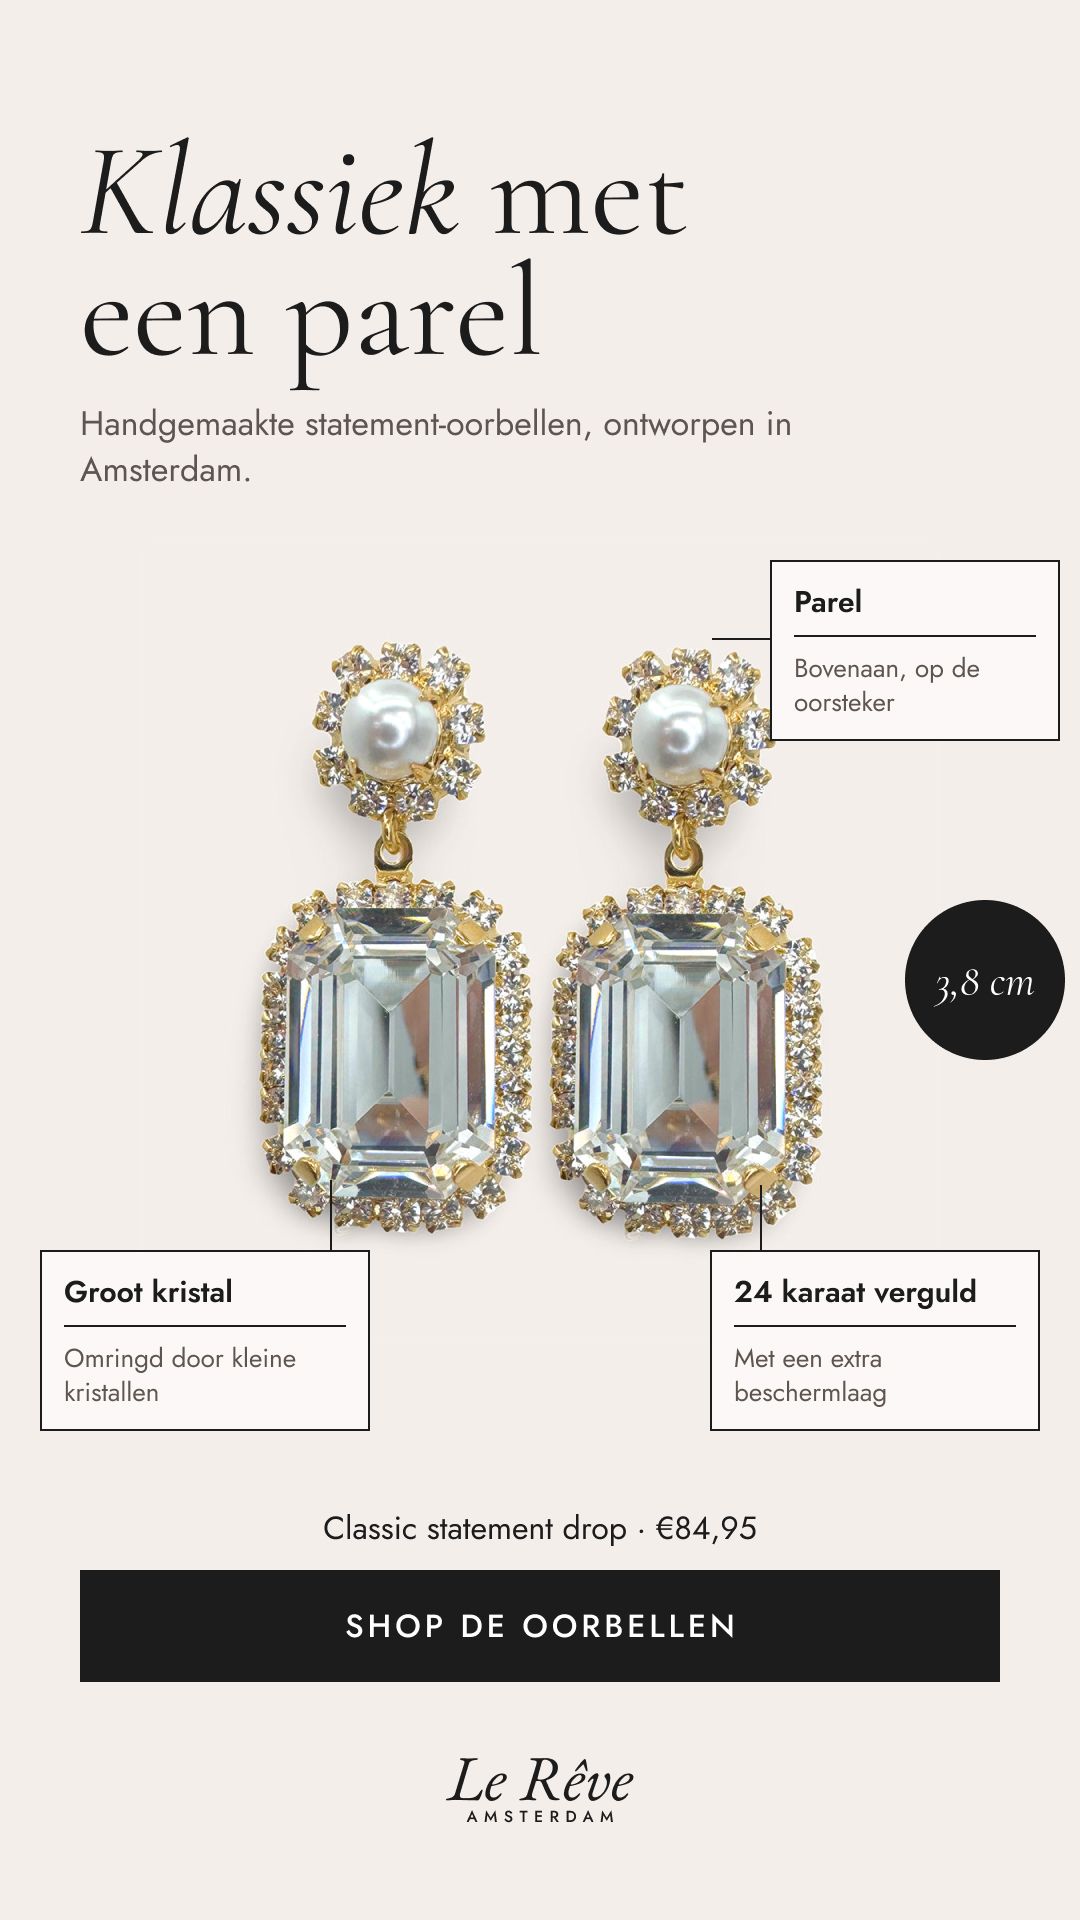 Klassiek met
een parel
Handgemaakte statement-oorbellen, ontworpen in
Amsterdam.
Parel
Bovenaan, op de
oorsteker
3,8 cm
Groot kristal
Omringd door kleine
kristallen
24 karaat verguld
Met een extra
beschermlaag
Classic statement drop · €84,95
SHOP DE OORBELLEN
Le Rêve
AMSTERDAM